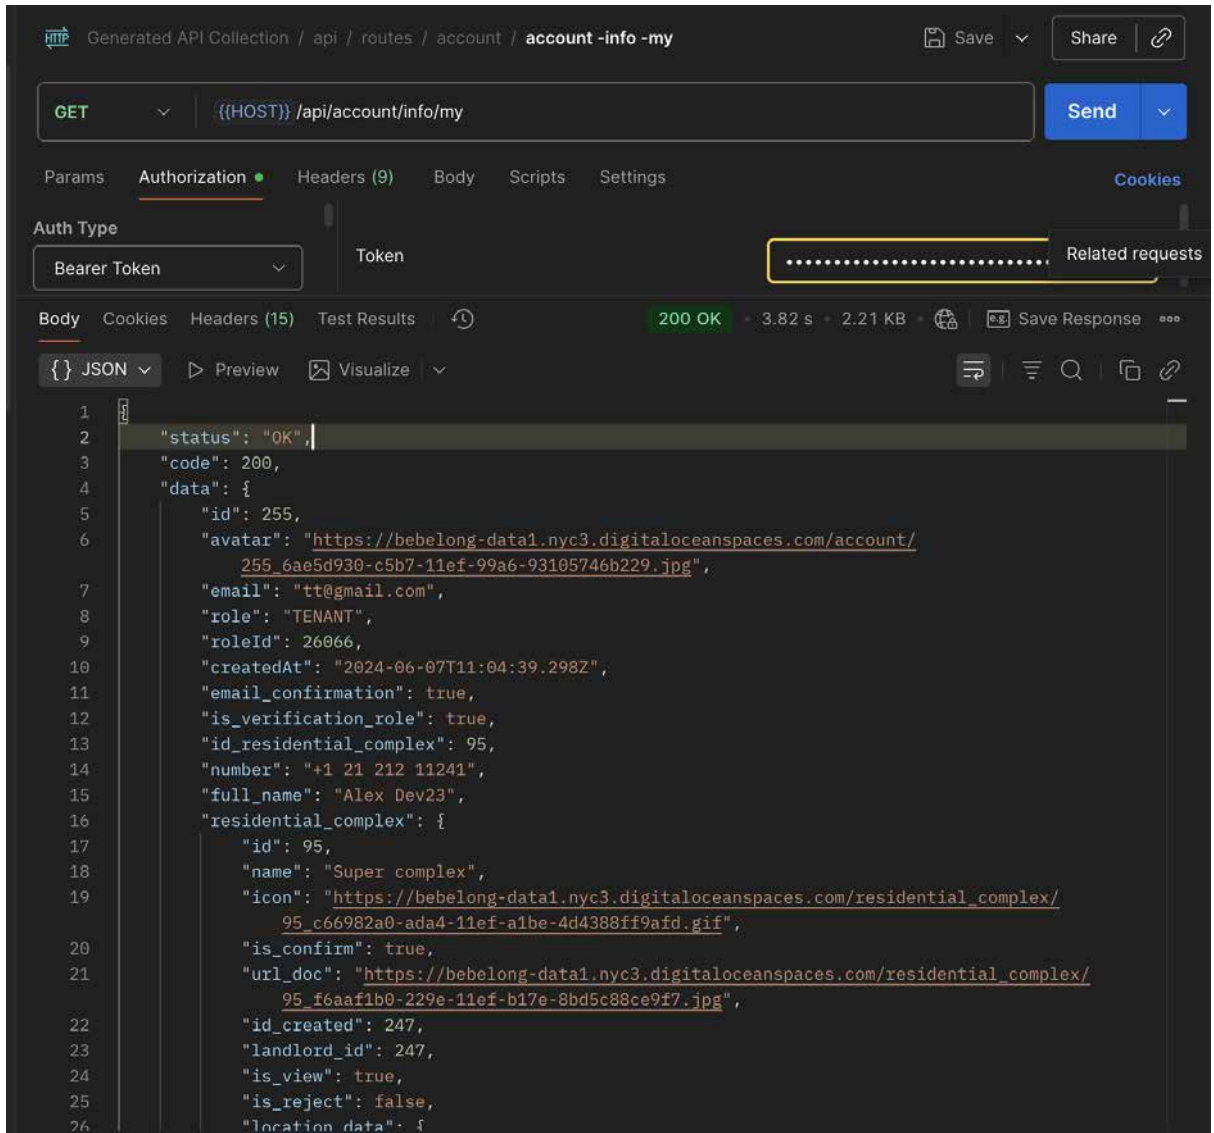 HTTP Generated API Collection / api / routes / account / account -info -my Save Share
GET {{HOST}} /api/account/info/my Send
Params Authorization Headers (9) Body Scripts Settings Cookies
Auth Type
Bearer Token
Token
Related requests
Body Cookies Headers (15) Test Results 200 OK 3.82 s 2.21 KB e.g. Save Response
{} JSON Preview Visualize
1 {
2 "status": "OK",
3 "code": 200,
4 "data": {
5 "id": 255,
6 "avatar": "https://bebelong-data1.nyc3.digitaloceanspaces.com/account/
255_6ae5d930-c5b7-11ef-99a6-93105746b229.jpg",
7 "email": "tt@gmail.com",
8 "role": "TENANT",
9 "roleId": 26066,
10 "createdAt": "2024-06-07T11:04:39.298Z",
11 "email_confirmation": true,
12 "is_verification_role": true,
13 "id_residential_complex": 95,
14 "number": "+1 21 212 11241",
15 "full_name": "Alex Dev23",
16 "residential_complex": {
17 "id": 95,
18 "name": "Super complex",
19 "icon": "https://bebelong-data1.nyc3.digitaloceanspaces.com/residential_complex/
95_c66982a0-ada4-11ef-a1be-4d4388ff9afd.gif",
20 "is_confirm": true,
21 "url_doc": "https://bebelong-data1.nyc3.digitaloceanspaces.com/residential_complex/
95_f6aaf1b0-229e-11ef-b17e-8bd5c88ce9f7.jpg",
22 "id_created": 247,
23 "landlord_id": 247,
24 "is_view": true,
25 "is_reject": false,
26 "location_data": {